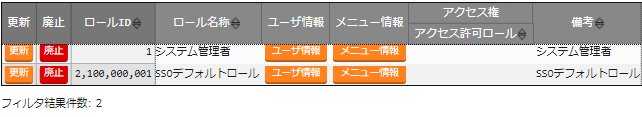 更新 廃止 ロールID ロール名称 ユーザ情報 メニュー情報 アクセス権 備考
アクセス許可ロール
更新 廃止 1 システム管理者 ユーザ情報 メニュー情報 システム管理者
更新 廃止 2,100,000,001 SSOデフォルトロール ユーザ情報 メニュー情報 SSOデフォルトロール
フィルタ結果件数: 2